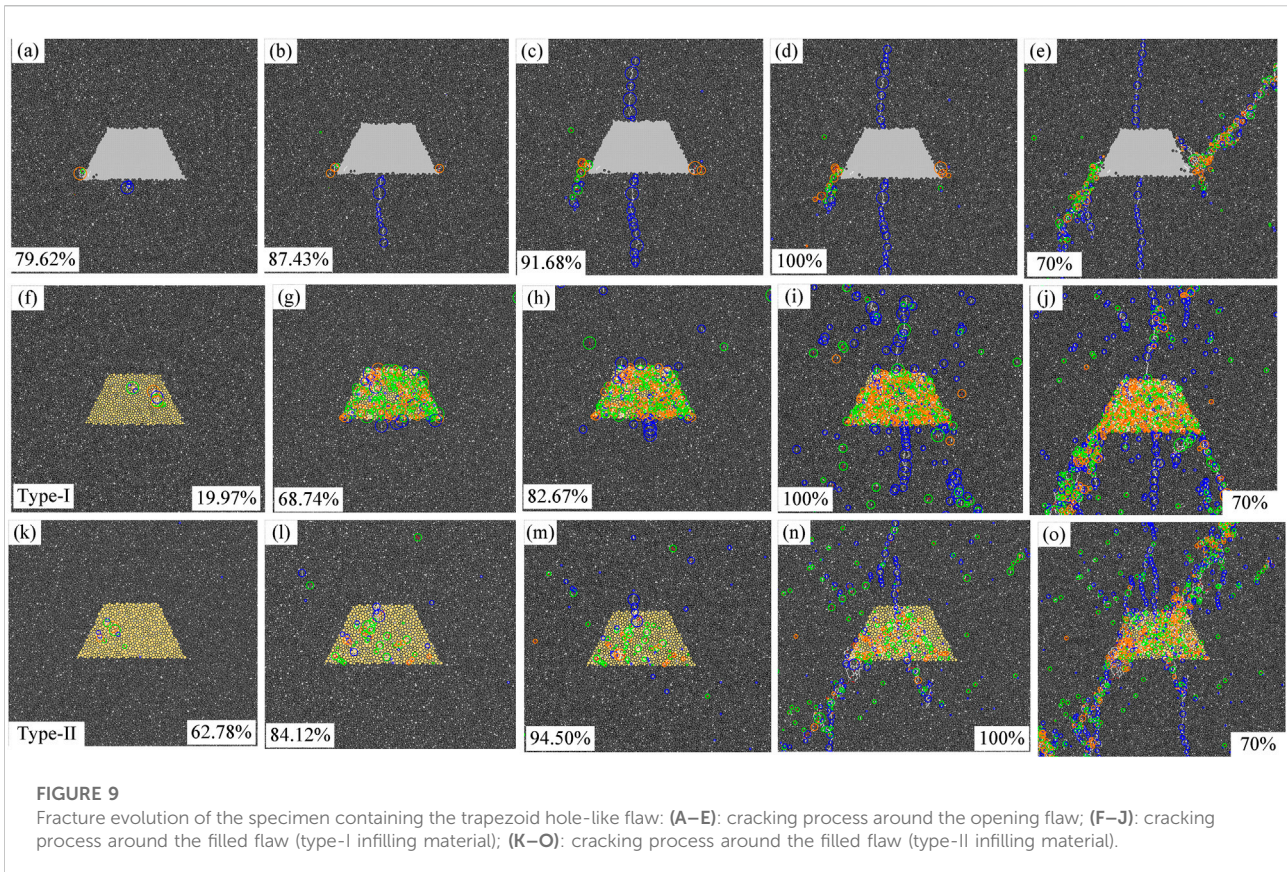 (a)
(b)
(c)
(d)
(e)
79.62%
87.43%
91.68%
100%
70%
(f)
(g)
(h)
(i)
(j)
Type-I
19.97%
68.74%
82.67%
100%
70%
(k)
(l)
(m)
(n)
(o)
Type-II
62.78%
84.12%
94.50%
100%
70%
FIGURE 9
Fracture evolution of the specimen containing the trapezoid hole-like flaw: (A–E): cracking process around the opening flaw; (F–J): cracking
process around the filled flaw (type-I infilling material); (K–O): cracking process around the filled flaw (type-II infilling material).